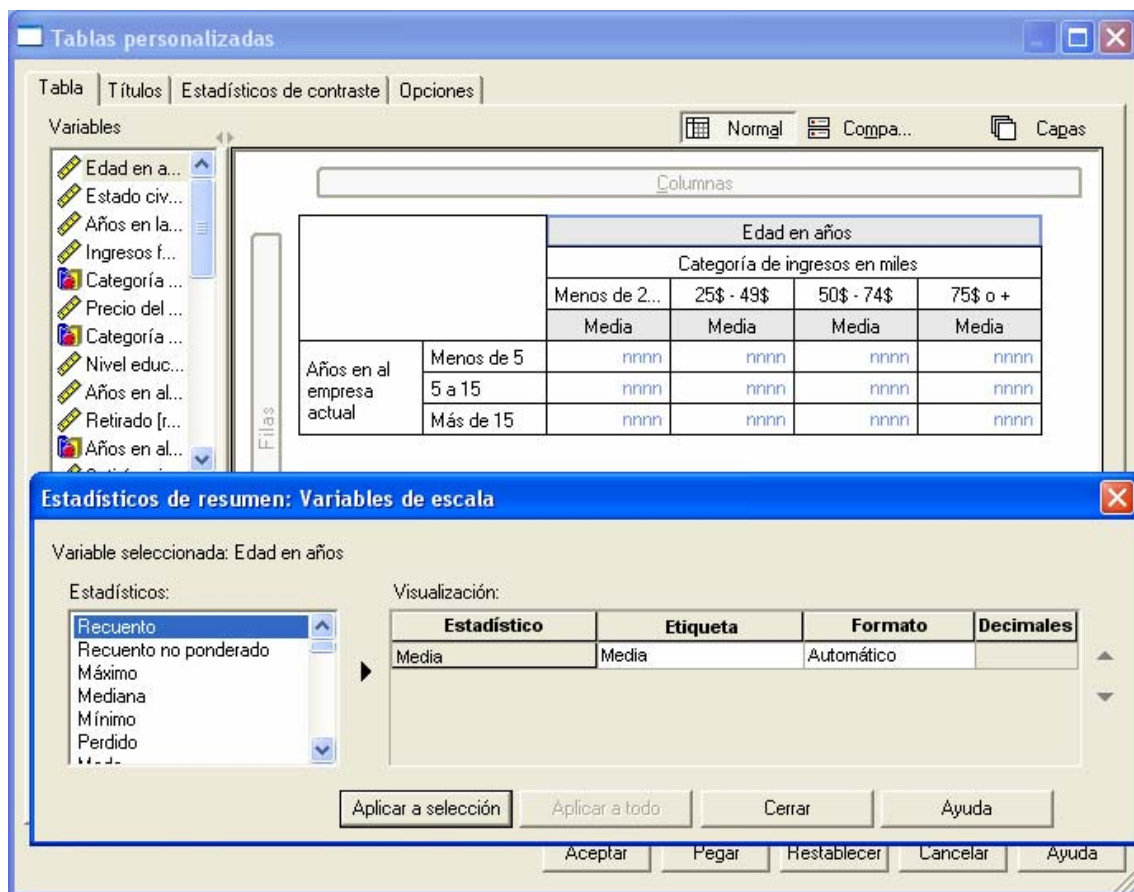 Tablas personalizadas
Tabla
Títulos
Estadísticos de contraste
Opciones
Variables
Normal
Compa...
Capas
Edad en a...
Estado civ...
Años en la...
Ingresos f...
Categoría ...
Precio del ...
Categoría ...
Nivel educ...
Años en al...
Retirado [r...
Años en al...
Columnas
Filas
Edad en años
Categoría de ingresos en miles
Menos de 2... 25$ - 49$ 50$ - 74$ 75$ o +
Media Media Media Media
Años en al empresa actual
Menos de 5 nnnn nnnn nnnn nnnn
5 a 15 nnnn nnnn nnnn nnnn
Más de 15 nnnn nnnn nnnn nnnn
Estadísticos de resumen: Variables de escala
Variable seleccionada: Edad en años
Estadísticos:
Recuento
Recuento no ponderado
Máximo
Mediana
Mínimo
Perdido
Visualización:
Estadístico Etiqueta Formato Decimales
Media Media Automático
Aplicar a selección
Aplicar a todo
Cerrar
Ayuda
Aceptar
Pegar
Restablecer
Cancelar
Ayuda